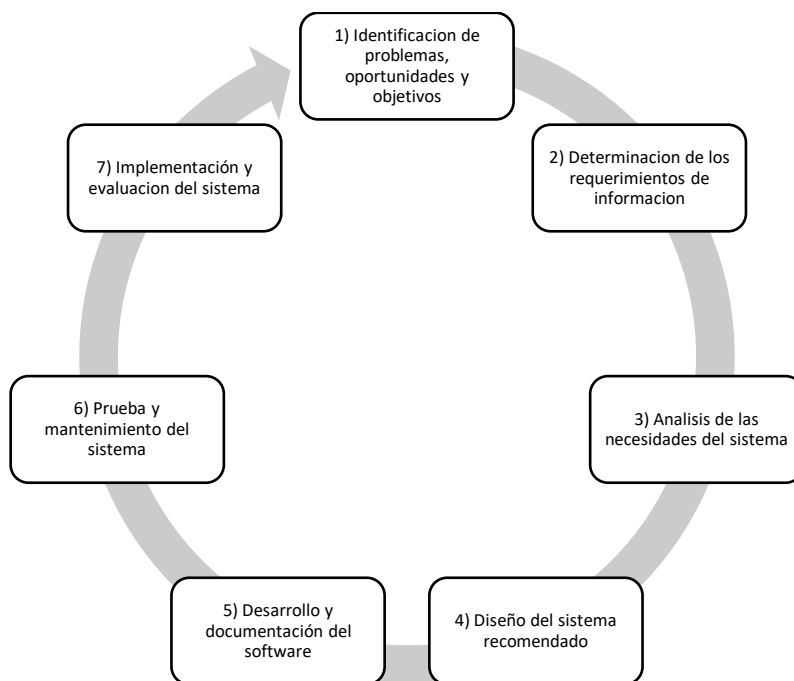 1) Identificacion de
problemas,
oportunidades y
objetivos
2) Determinacion de los
requerimientos de
informacion
3) Analisis de las
necesidades del sistema
4) Diseño del sistema
recomendado
5) Desarrollo y
documentación del
software
6) Prueba y
mantenimiento del
sistema
7) Implementación y
evaluacion del sistema